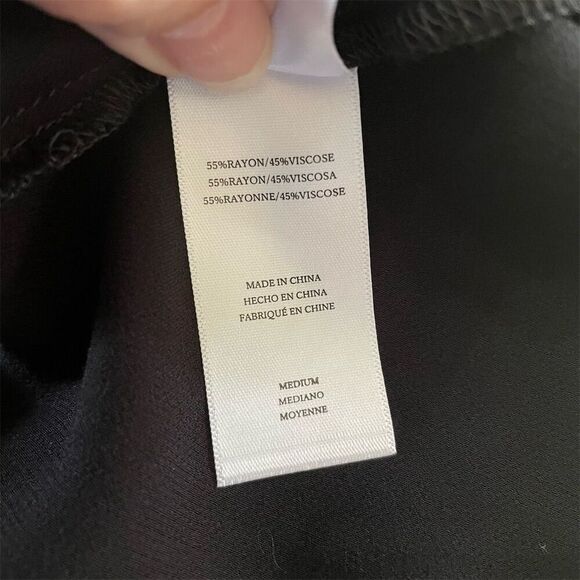 55%RAYON/45%VISCOSE
55%RAYON/45%VISCOSA
55%RAYONNE/45%VISCOSE
MADE IN CHINA
HECHO EN CHINA
FABRIQUÉ EN CHINE
MEDIUM
MEDIANO
MOYENNE